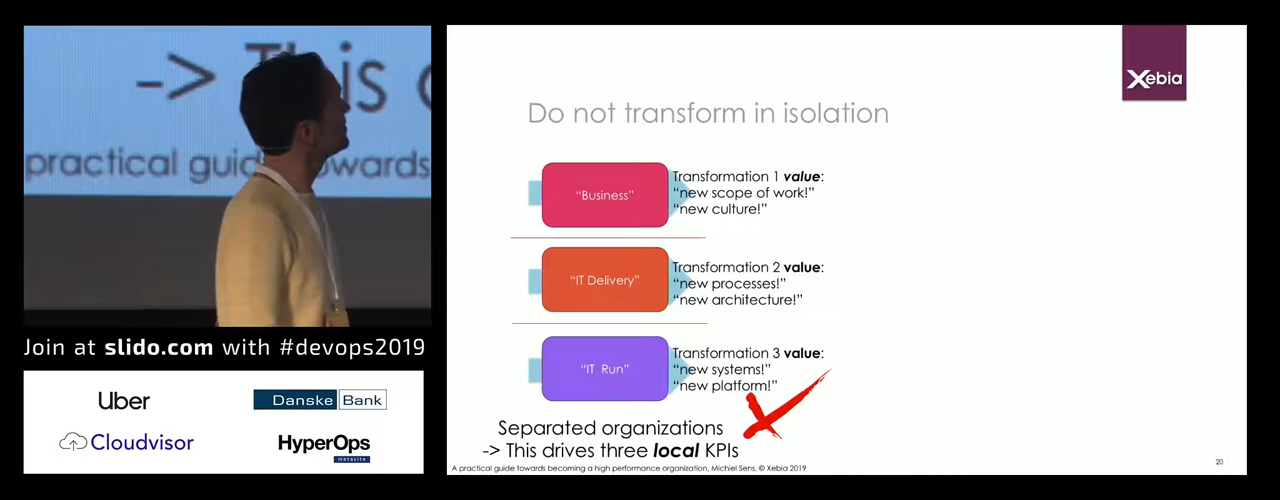 -> This
practical guide towards
Join at slido.com with #devops2019
Uber
Danske Bank
Cloudvisor
HyperOps
metasite
Xebia
Do not transform in isolation
“Business”
Transformation 1 value:
“new scope of work!”
“new culture!”
“IT Delivery”
Transformation 2 value:
“new processes!”
“new architecture!”
“IT Run”
Transformation 3 value:
“new systems!”
“new platform!”
Separated organizations
-> This drives three local KPIs
A practical guide towards becoming a high performance organization, Michiel Sens, © Xebia 2019
20